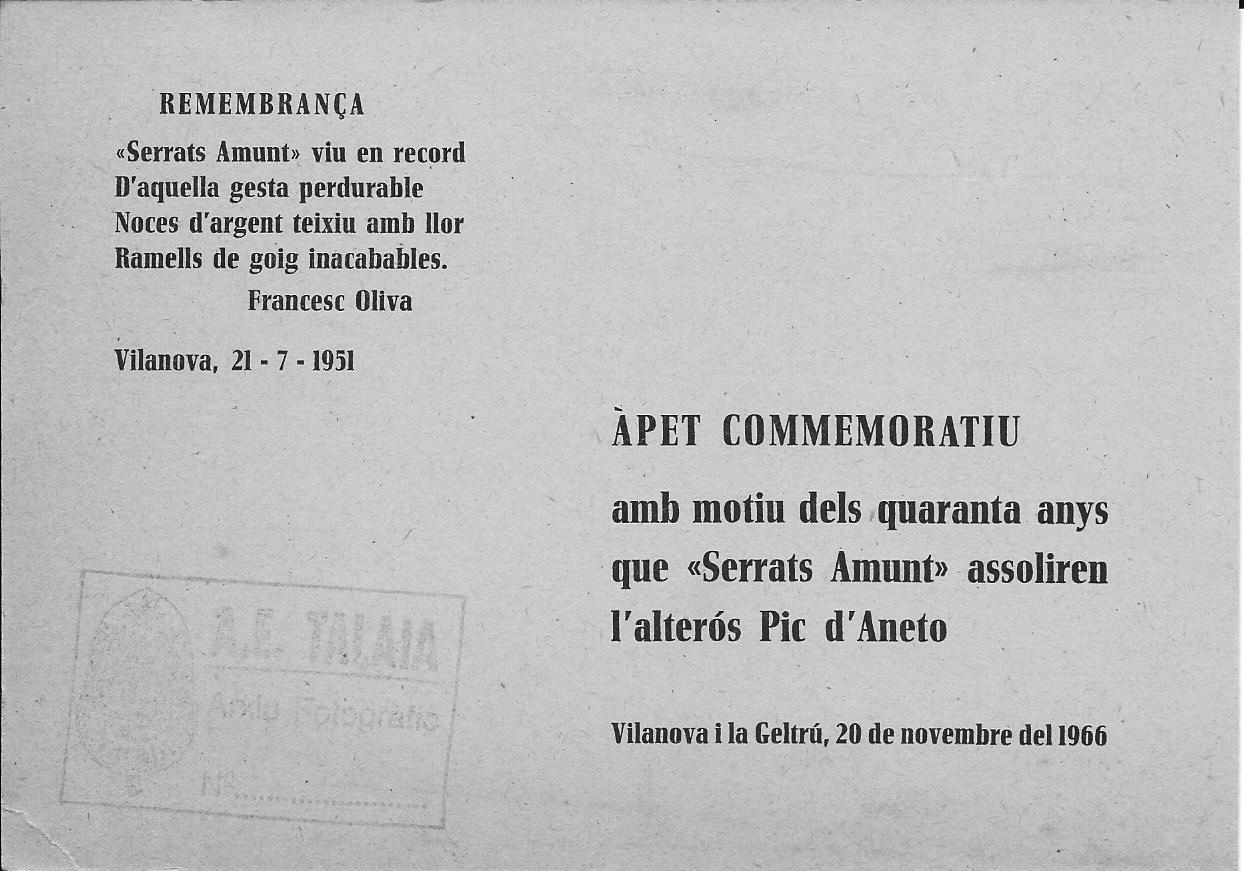 REMEMBRANÇA
«Serrats Amunt» viu en record
D'aquella gesta perdurable
Noces d'argent teixiu amb llor
Ramells de goig inacabables.
Francesc Oliva
Vilanova, 21 - 7 - 1951
ÀPET COMMEMORATIU
amb motiu dels quaranta anys
que «Serrats Amunt» assoliren
l'alterós Pic d'Aneto
Vilanova i la Geltrú, 20 de novembre del 1966
A.E. TALAIA
Arxiu Fotogràfic
Nº